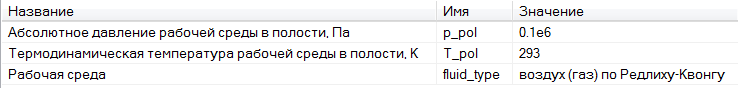 Название Имя Значение
Абсолютное давление рабочей среды в полости, Па p_pol 0.1e6
Термодинамическая температура рабочей среды в полости, К T_pol 293
Рабочая среда fluid_type воздух (газ) по Редлиху-Квонгу